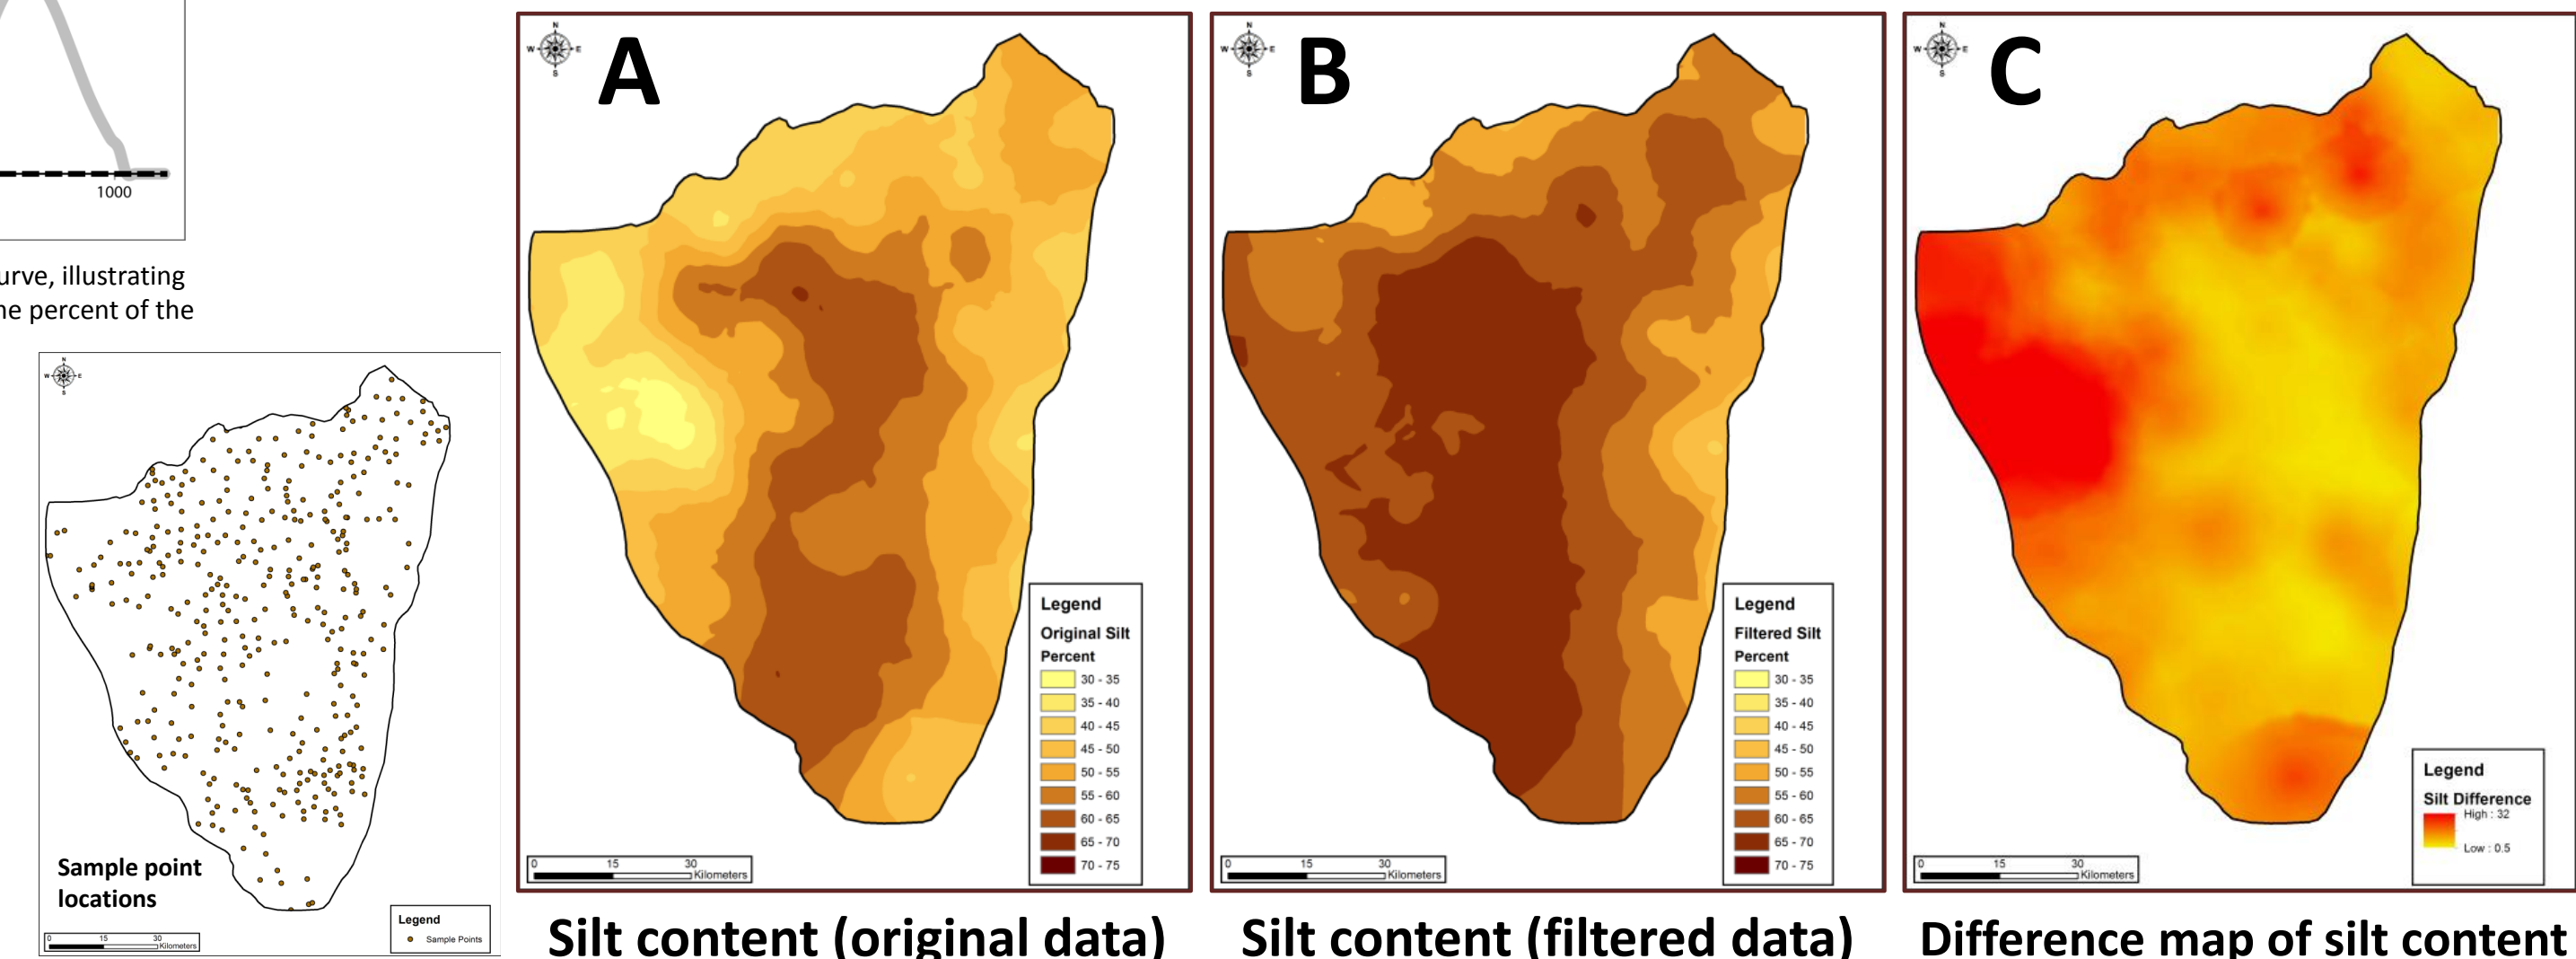 1000
urve, illustrating
ne percent of the
N
W E
S
Sample point
locations
0 15 30
Kilometers
Legend
Sample Points
N
W E
S
A
Legend
Original Silt
Percent
30 - 35
35 - 40
40 - 45
45 - 50
50 - 55
55 - 60
60 - 65
65 - 70
70 - 75
0 15 30
Kilometers
Silt content (original data)
N
W E
S
B
Legend
Filtered Silt
Percent
30 - 35
35 - 40
40 - 45
45 - 50
50 - 55
55 - 60
60 - 65
65 - 70
70 - 75
0 15 30
Kilometers
Silt content (filtered data)
N
W E
S
C
Legend
Silt Difference
High : 32
Low : 0.5
0 15 30
Kilometers
Difference map of silt content